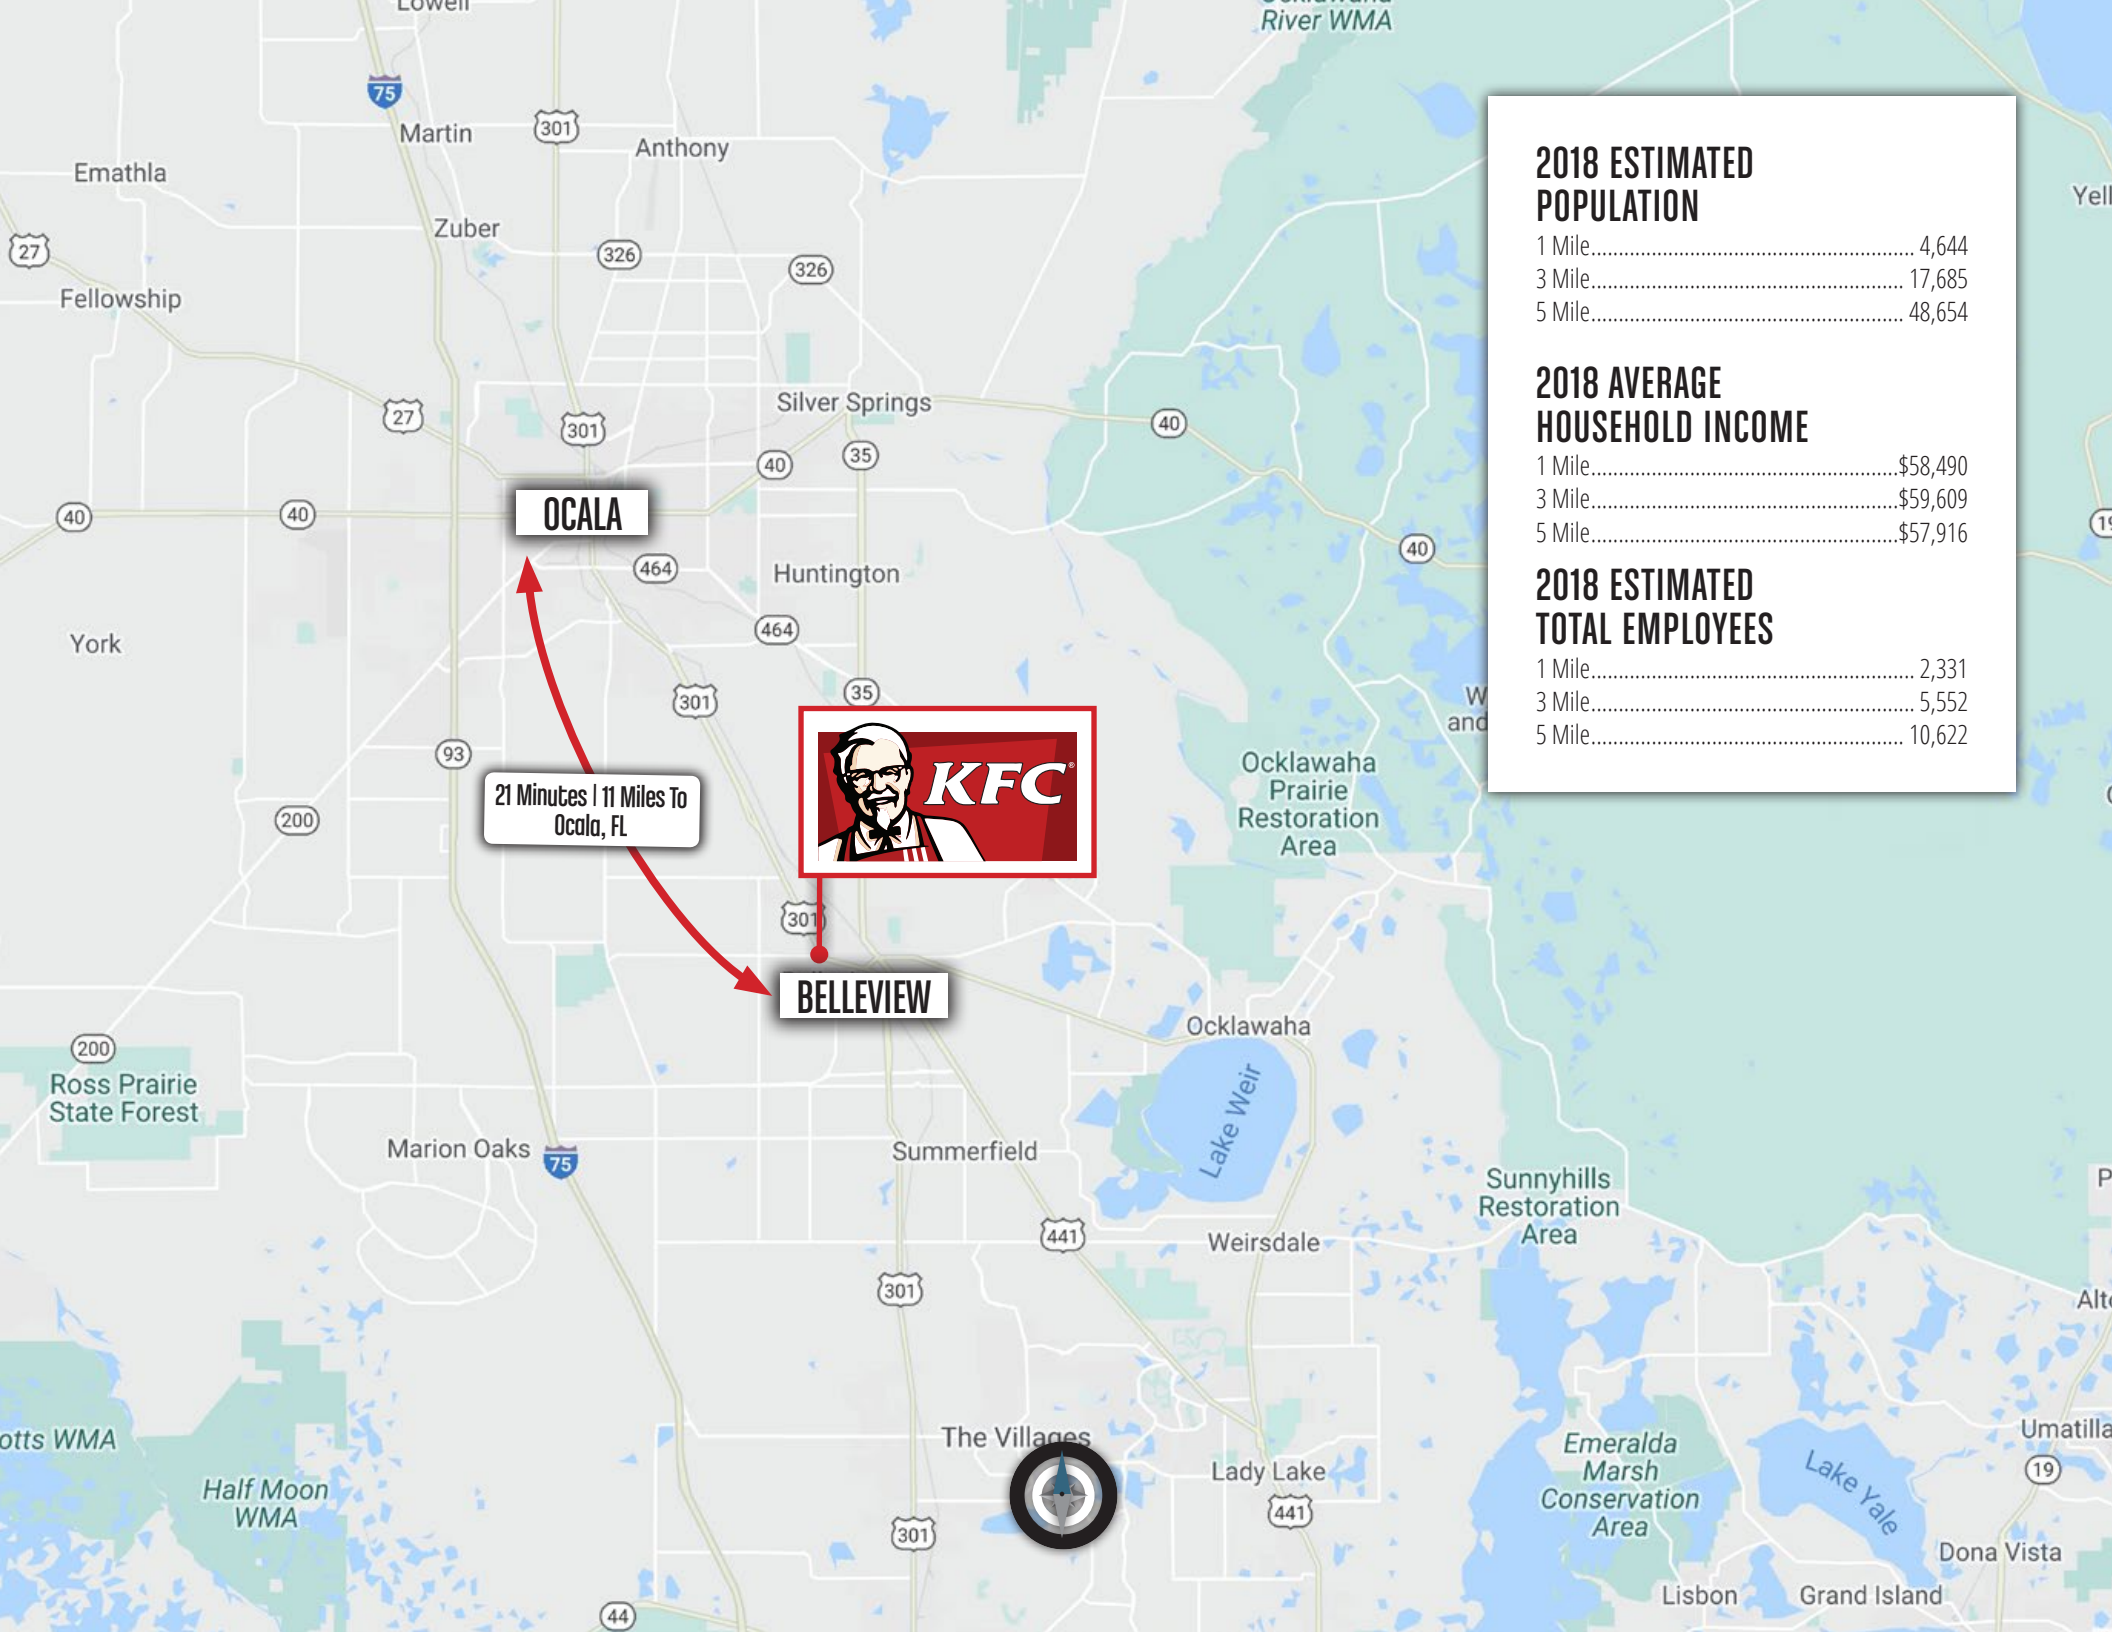 Lowell
River WMA
75
Martin
301
Anthony
Emathla
Yell
Zuber
27
326
326
Fellowship
2018 ESTIMATED
POPULATION
1 Mile.......... 4,644
3 Mile.......... 17,685
5 Mile.......... 48,654
2018 AVERAGE
HOUSEHOLD INCOME
1 Mile..........$58,490
3 Mile..........$59,609
5 Mile..........$57,916
2018 ESTIMATED
TOTAL EMPLOYEES
1 Mile.......... 2,331
3 Mile.......... 5,552
5 Mile.......... 10,622
27
301
Silver Springs
40
40
35
40
40
OCALA
40
464
Huntington
York
464
301
35
W
and
93
KFC®
Ocklawaha
Prairie
Restoration
Area
21 Minutes | 11 Miles To
Ocala, FL
200
301
BELLEVIEW
Ocklawaha
200
Ross Prairie
State Forest
Lake Weir
Marion Oaks
75
Summerfield
Sunnyhills
Restoration
Area
P
441
Weirsdale
301
Alt
otts WMA
The Villages
Umatilla
Half Moon
WMA
Lady Lake
Emeralda
Marsh
Conservation
Area
Lake Yale
19
441
301
Dona Vista
Lisbon
Grand Island
44